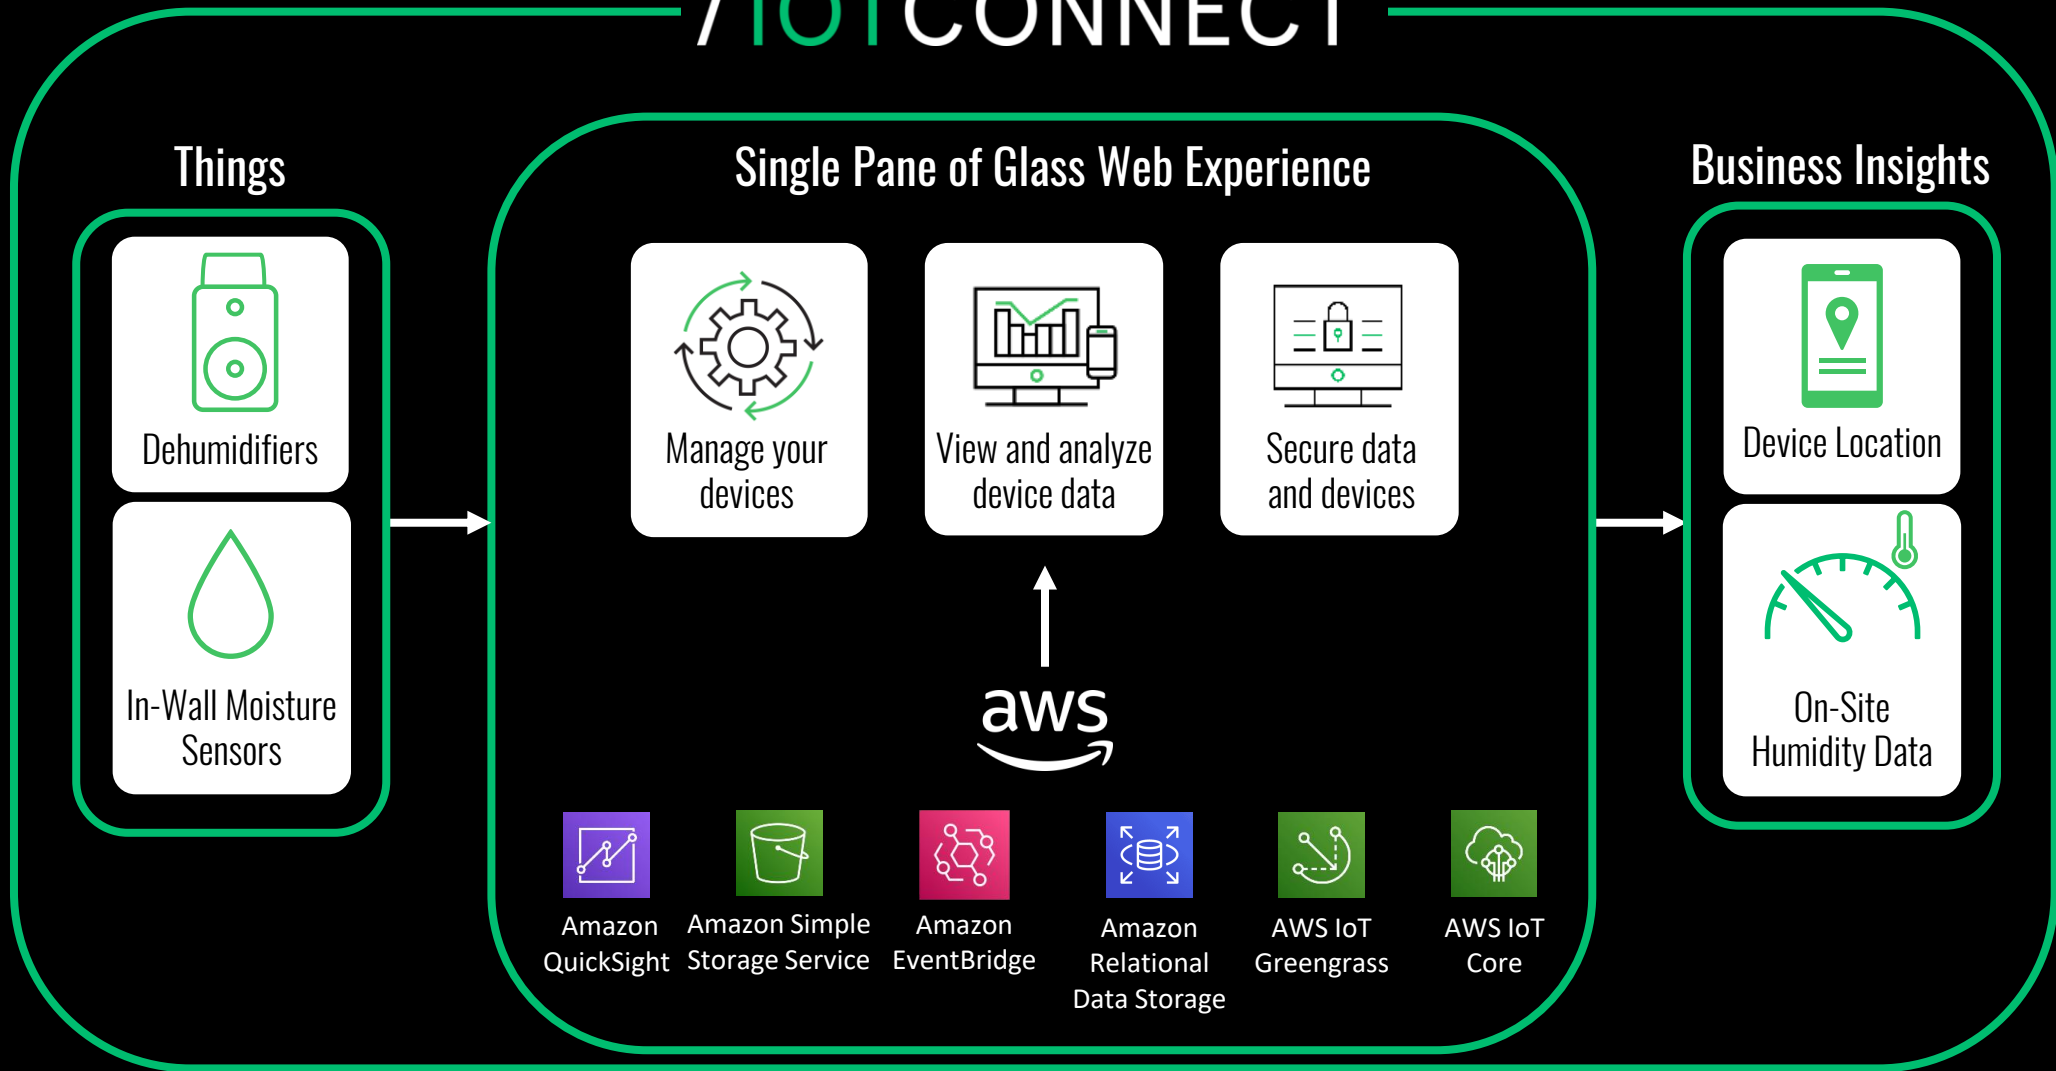 /IOTCONNECT
Things
Dehumidifiers
In-Wall Moisture
Sensors
Single Pane of Glass Web Experience
Manage your
devices
View and analyze
device data
Secure data
and devices
aws
Amazon
QuickSight
Amazon Simple
Storage Service
Amazon
EventBridge
Amazon
Relational
Data Storage
AWS IoT
Greengrass
AWS IoT
Core
Business Insights
Device Location
On-Site
Humidity Data